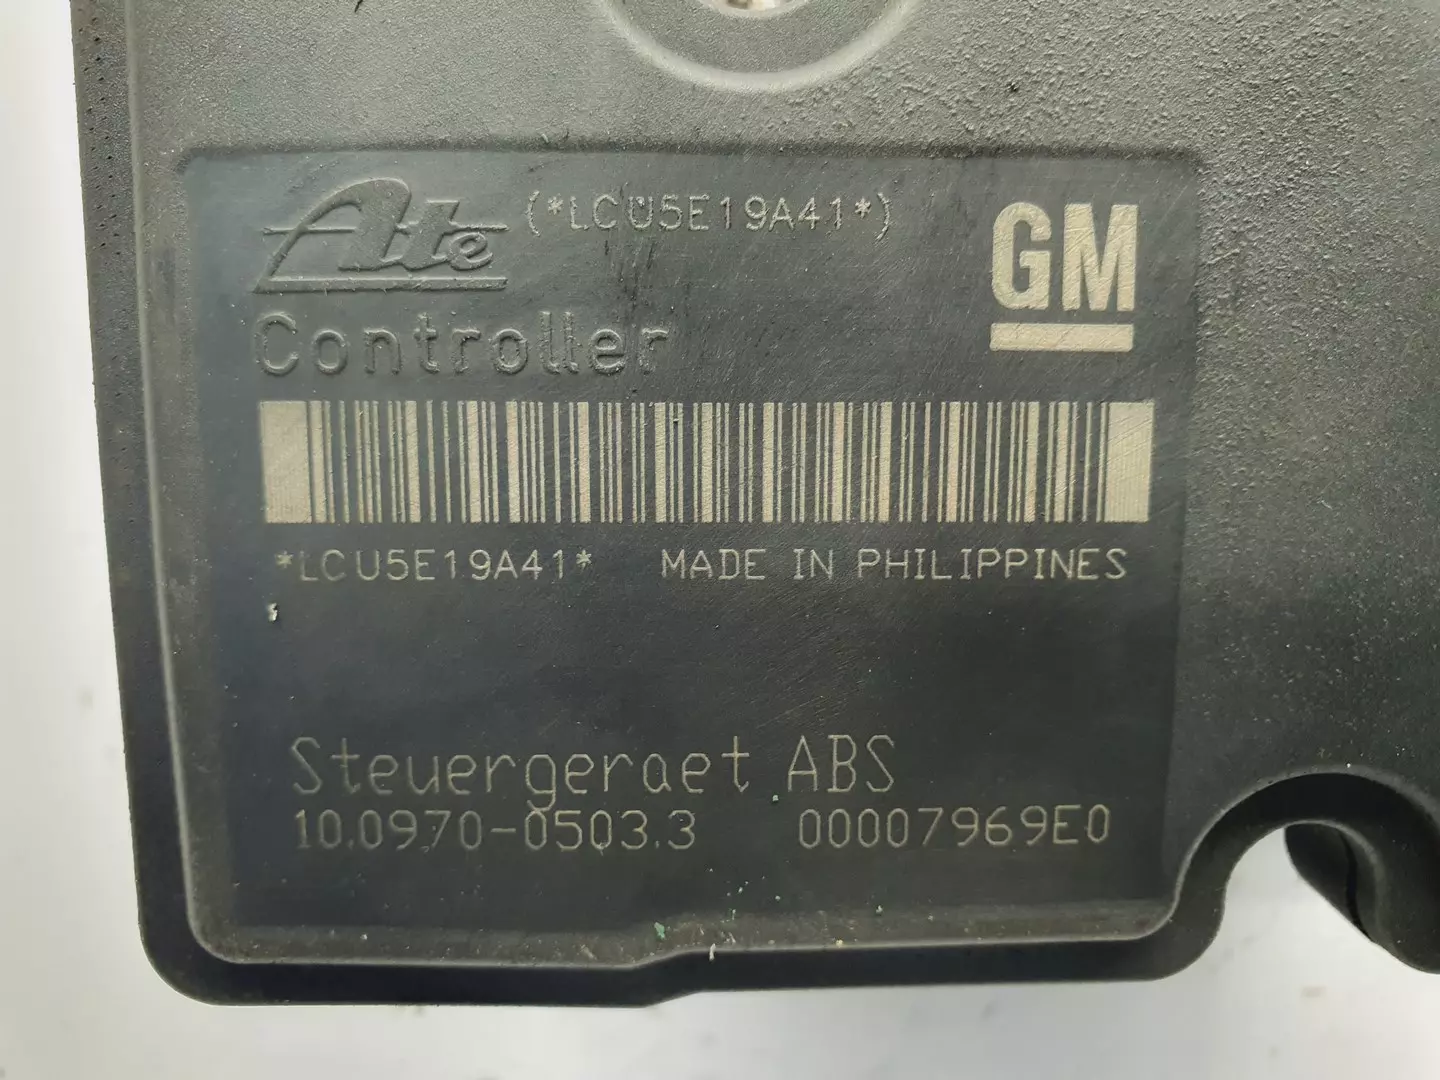 Ate (*LCU5E19A41*) GM
Controller
*LCU5E19A41* MADE IN PHILIPPINES
Steuergeraet ABS
10.0970-0503.3 00007969E0